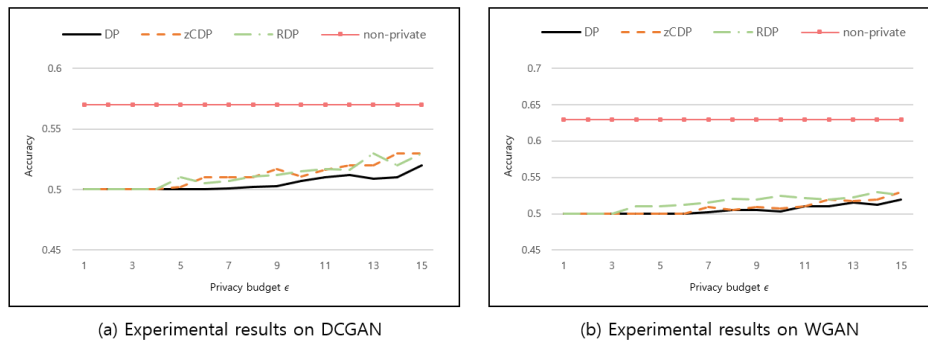 DP zCDP RDP non-private
0.6
0.55
0.5
0.45
Accuracy
1 3 5 7 9 11 13 15
Privacy budget ϵ
(a) Experimental results on DCGAN
DP zCDP RDP non-private
0.7
0.65
0.6
0.55
0.5
0.45
Accuracy
1 3 5 7 9 11 13 15
Privacy budget ϵ
(b) Experimental results on WGAN